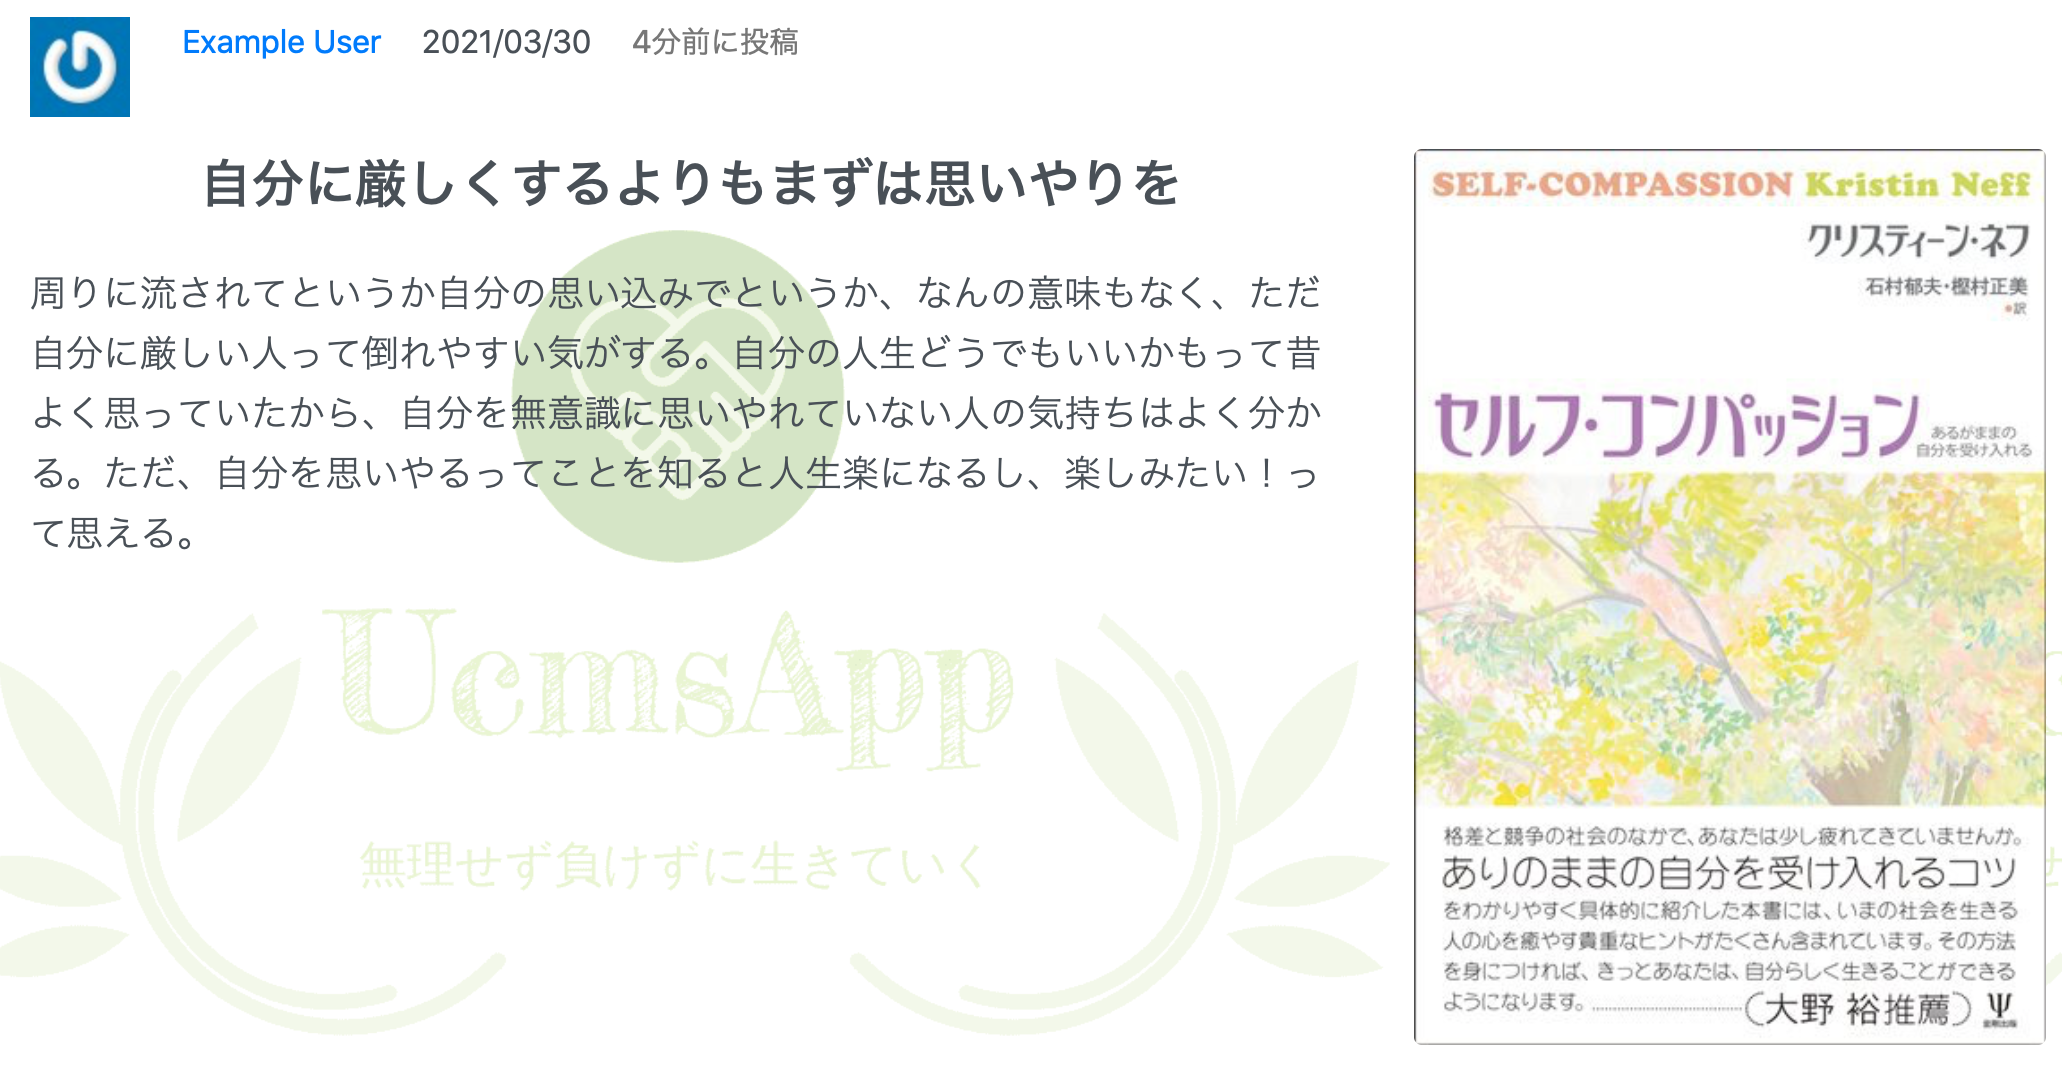 Example User 2021/03/30 4分前に投稿
自分に厳しくするよりもまずは思いやりを
周りに流されてというか自分の思い込みでというか、なんの意味もなく、ただ
自分に厳しい人って倒れやすい気がする。自分の人生どうでもいいかもって昔
よく思っていたから、自分を無意識に思いやれていない人の気持ちはよく分か
る。ただ、自分を思いやるってことを知ると人生楽になるし、楽しみたい！っ
て思える。
UcmsApp
無理せず負けずに生きていく
SELF-COMPASSION Kristin Neff
クリスティーン・ネフ
石村郁夫・樫村正美
●訳
セルフ・コンパッション
あるがままの
自分を受け入れる
格差と競争の社会のなかで、あなたは少し疲れてきていませんか。
ありのままの自分を受け入れるコツ
をわかりやすく具体的に紹介した本書には、いまの社会を生きる
人の心を癒やす貴重なヒントがたくさん含まれています。その方法
を身につければ、きっとあなたは、自分らしく生きることができる
ようになります。 (大野 裕推薦)